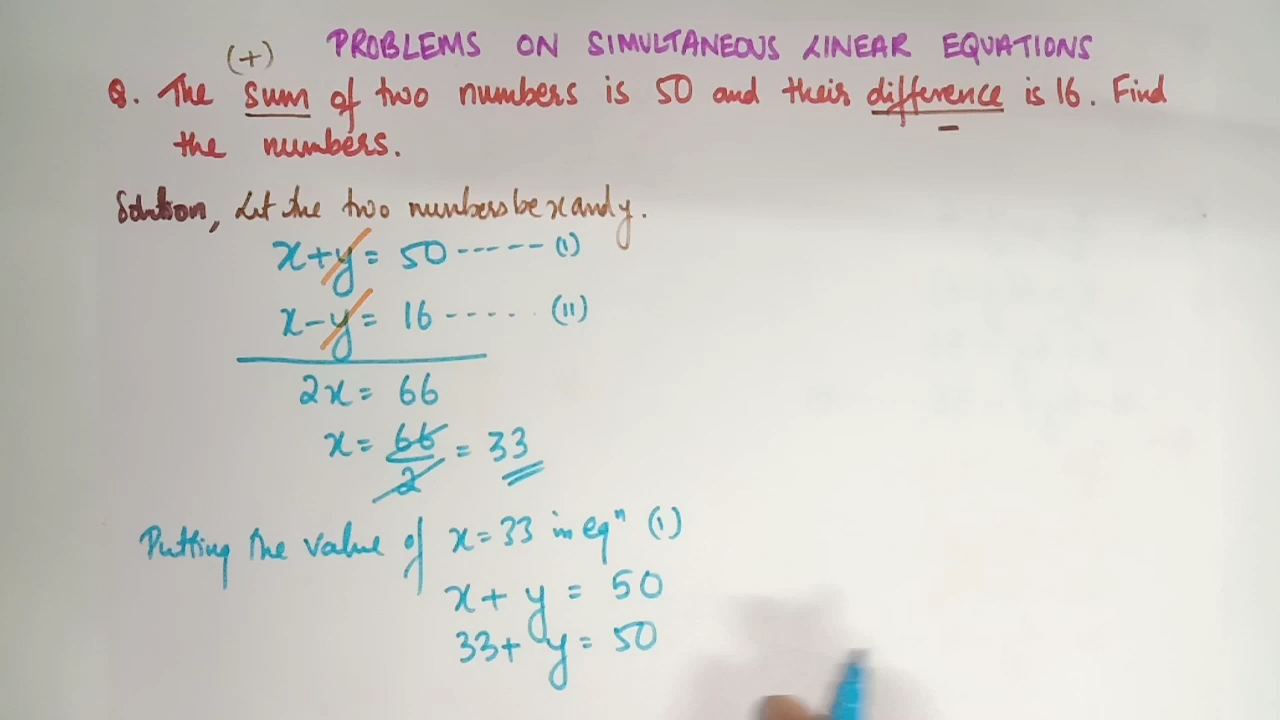 PROBLEMS ON SIMULTANEOUS LINEAR EQUATIONS
(+)
Q. The sum of two numbers is 50 and their difference is 16. Find
the numbers.
Solution, Let the two numbers be x and y.
x+y = 50 ------ (I)
x-y = 16 ----- (II)
2x = 66
x = 66/2 = 33
Putting the value of x=33 in eqⁿ (I)
x+ y = 50
33+ y = 50